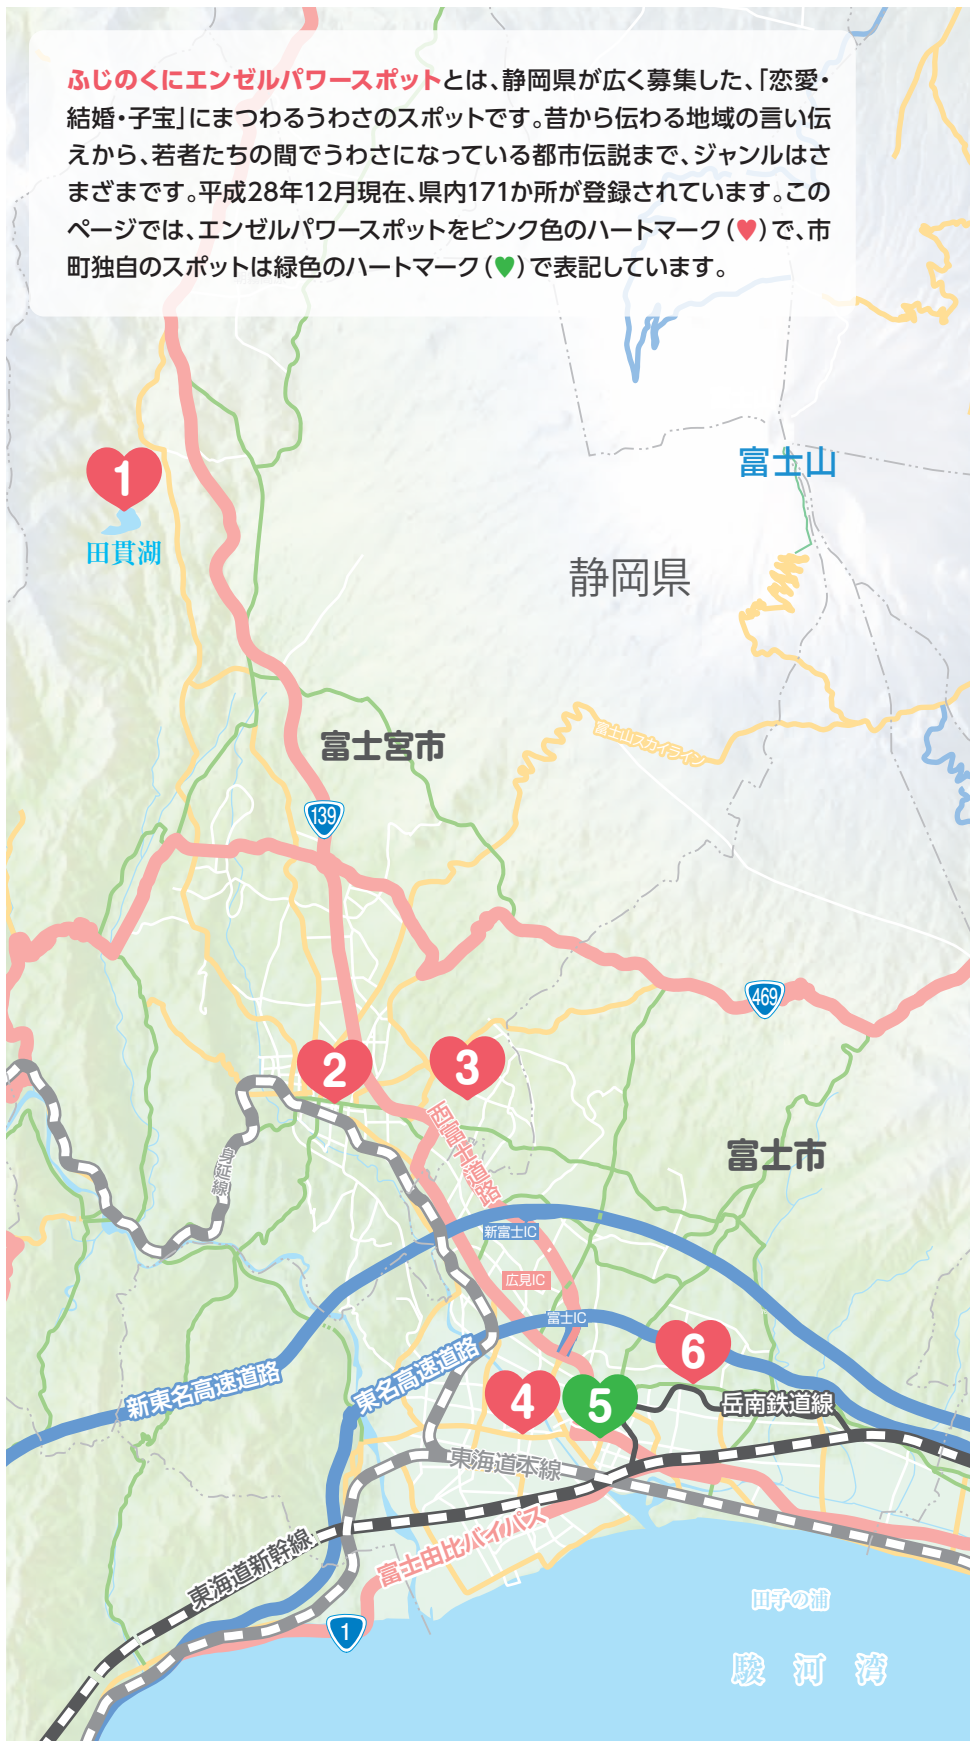 ふじのくにエンゼルパワースポットとは、静岡県が広く募集した、「恋愛・
結婚・子宝」にまつわるうわさのスポットです。昔から伝わる地域の言い伝
えから、若者たちの間でうわさになっている都市伝説まで、ジャンルはさ
まざまです。平成28年12月現在、県内171か所が登録されています。この
ページでは、エンゼルパワースポットをピンク色のハートマーク（♥）で、市
町独自のスポットは緑色のハートマーク（♥）で表記しています。
富士山
1
田貫湖
静岡県
富士山スカイライン
富士宮市
139
469
2
3
西富士道路
富士市
身延線
新富士IC
広見IC
富士IC
6
新東名高速道路
東名高速道路
4
5
岳南鉄道線
東海道本線
東海道新幹線
富士由比バイパス
田子の浦
1
駿河湾